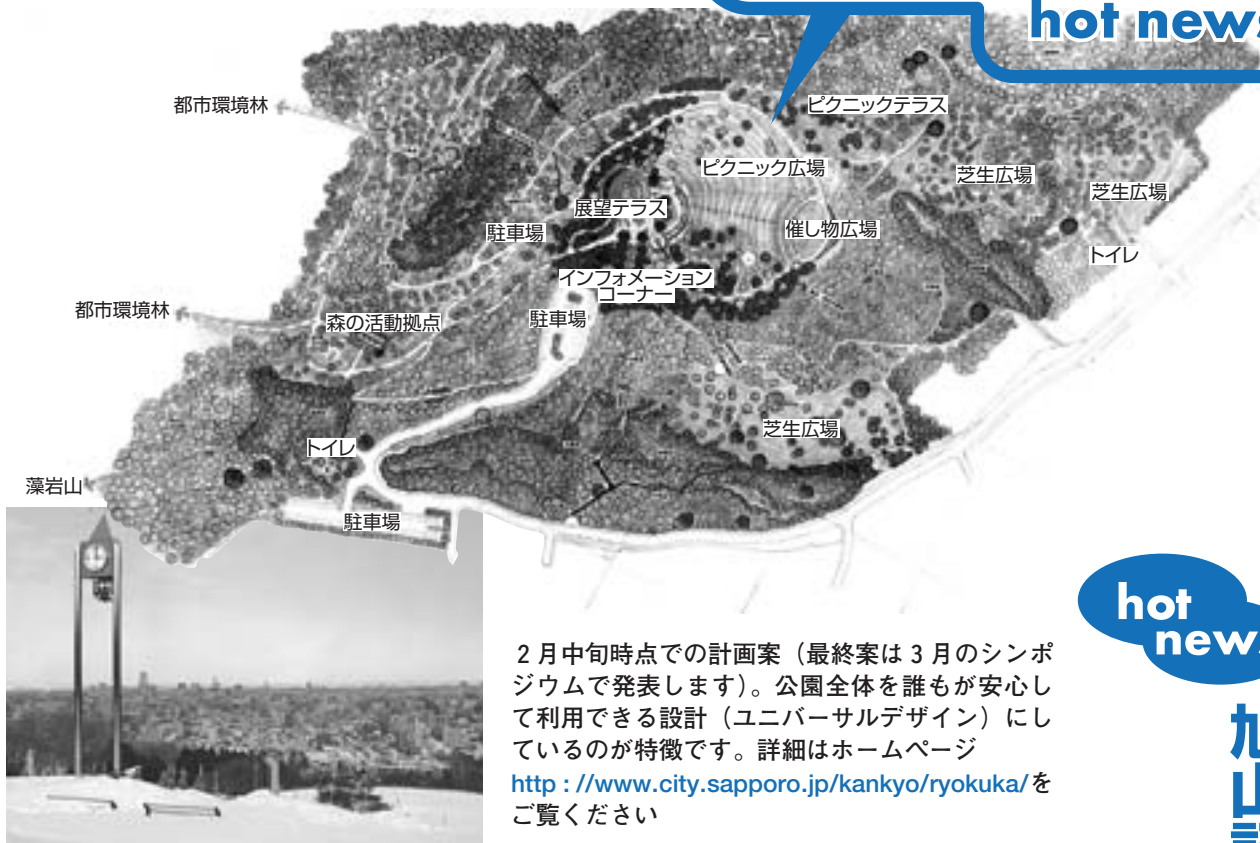 hot news
都市環境林
ピクニックテラス
ピクニック広場
芝生広場
芝生広場
展望テラス
駐車場
催し物広場
トイレ
インフォメーション
コーナー
都市環境林
森の活動拠点
駐車場
芝生広場
トイレ
藻岩山
駐車場
hot
news
2月中旬時点での計画案(最終案は3月のシンポ
ジウムで発表します)。公園全体を誰もが安心し
て利用できる設計(ユニバーサルデザイン)にし
ているのが特徴です。詳細はホームページ
http : //www.city.sapporo.jp/kankyo/ryokuka/を
ご覧ください
旭山